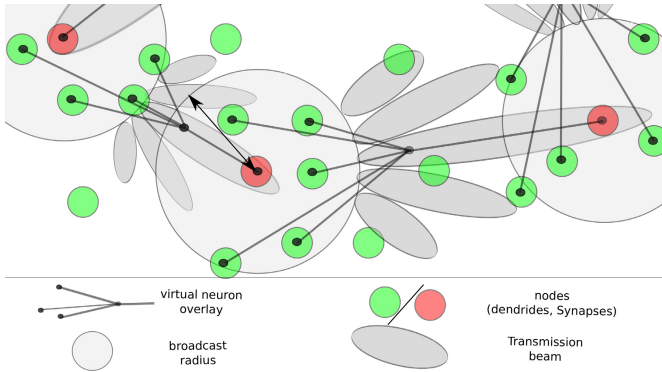 virtual neuron
overlay
nodes
(dendrides, Synapses)
broadcast
radius
Transmission
beam